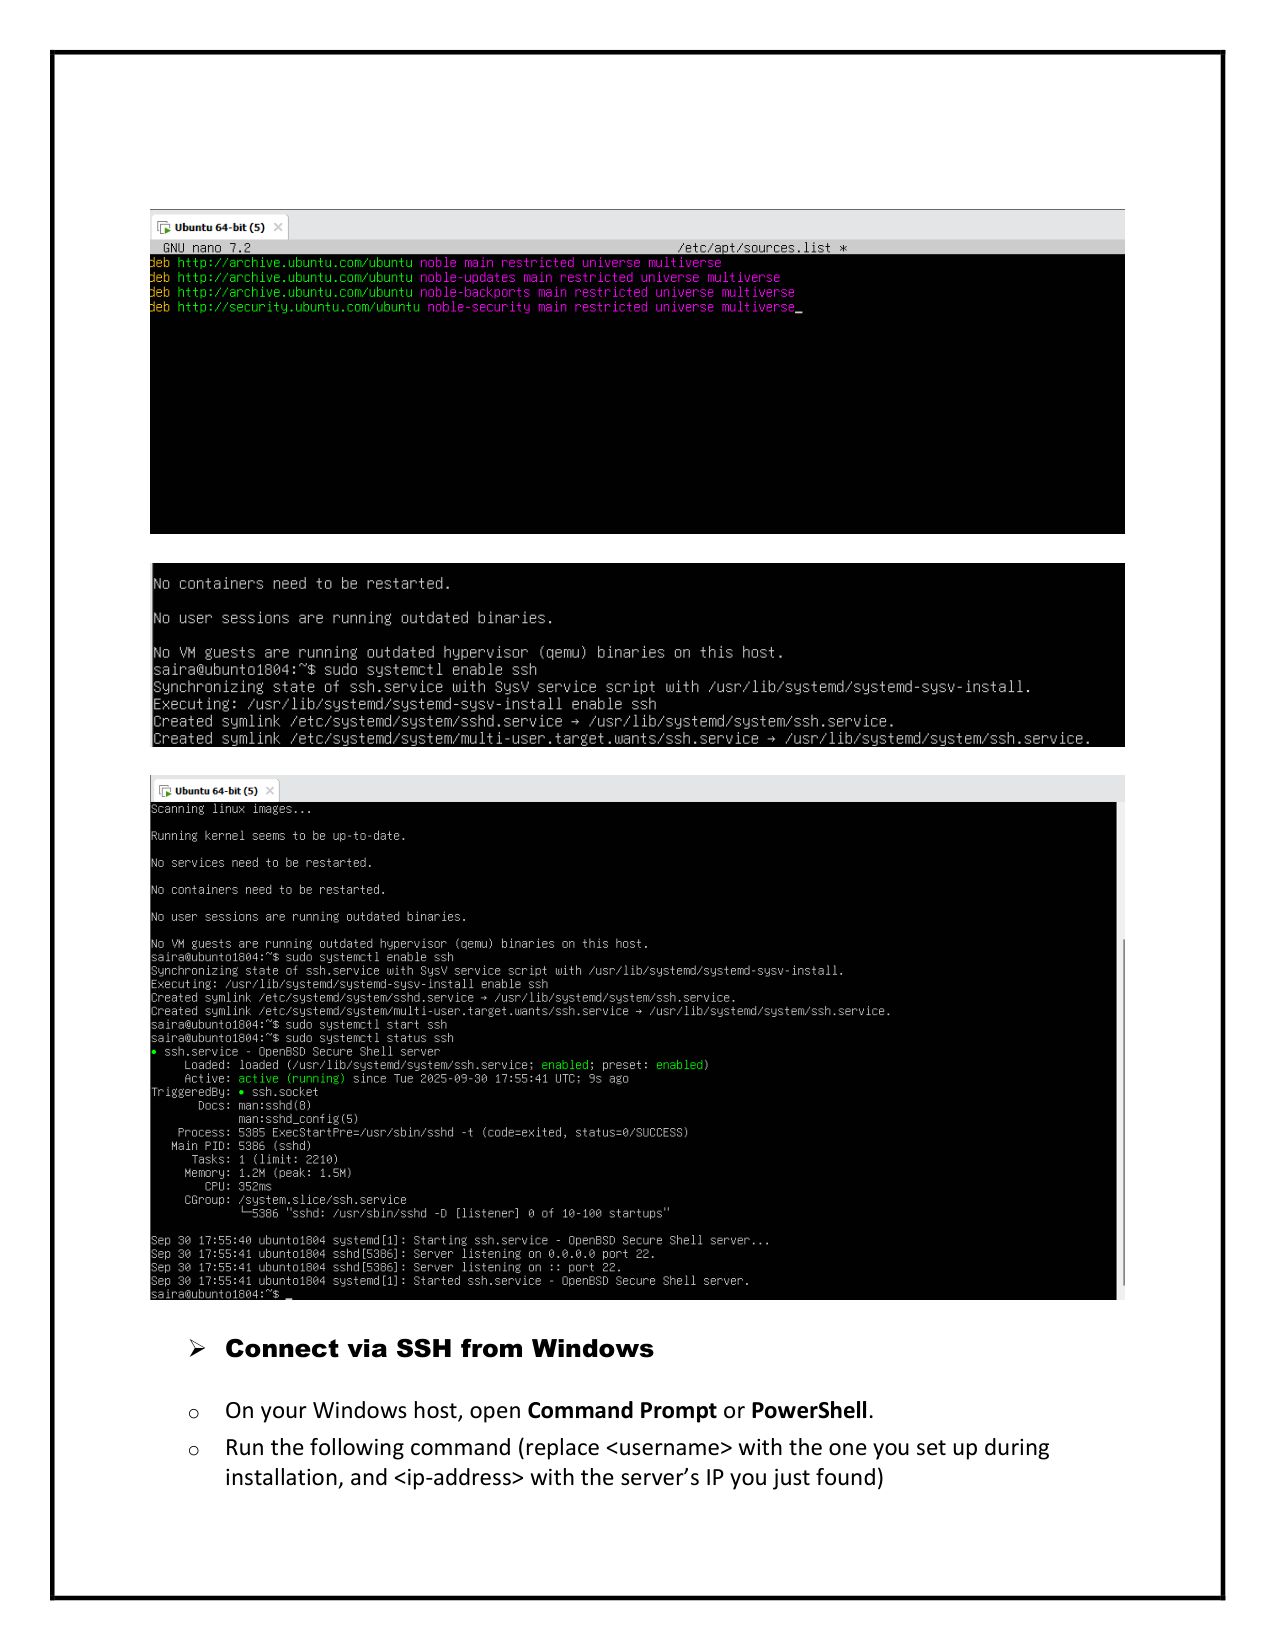 Ubuntu 64-bit (5)
GNU nano 7.2 /etc/apt/sources.list *
deb http://archive.ubuntu.com/ubuntu noble main restricted universe multiverse
deb http://archive.ubuntu.com/ubuntu noble-updates main restricted universe multiverse
deb http://archive.ubuntu.com/ubuntu noble-backports main restricted universe multiverse
deb http://security.ubuntu.com/ubuntu noble-security main restricted universe multiverse_
No containers need to be restarted.
No user sessions are running outdated binaries.
No VM guests are running outdated hypervisor (qemu) binaries on this host.
saira@ubunto1804:~$ sudo systemctl enable ssh
Synchronizing state of ssh.service with SysV service script with /usr/lib/systemd/systemd-sysv-install.
Executing: /usr/lib/systemd/systemd-sysv-install enable ssh
Created symlink /etc/systemd/system/sshd.service → /usr/lib/systemd/system/ssh.service.
Created symlink /etc/systemd/system/multi-user.target.wants/ssh.service → /usr/lib/systemd/system/ssh.service.
Ubuntu 64-bit (5)
Scanning linux images...
Running kernel seems to be up-to-date.
No services need to be restarted.
No containers need to be restarted.
No user sessions are running outdated binaries.
No VM guests are running outdated hypervisor (qemu) binaries on this host.
saira@ubunto1804:~$ sudo systemctl enable ssh
Synchronizing state of ssh.service with SysV service script with /usr/lib/systemd/systemd-sysv-install.
Executing: /usr/lib/systemd/systemd-sysv-install enable ssh
Created symlink /etc/systemd/system/sshd.service → /usr/lib/systemd/system/ssh.service.
Created symlink /etc/systemd/system/multi-user.target.wants/ssh.service → /usr/lib/systemd/system/ssh.service.
saira@ubunto1804:~$ sudo systemctl start ssh
saira@ubunto1804:~$ sudo systemctl status ssh
● ssh.service - OpenBSD Secure Shell server
Loaded: loaded (/usr/lib/systemd/system/ssh.service; enabled; preset: enabled)
Active: active (running) since Tue 2025-09-30 17:55:41 UTC; 9s ago
TriggeredBy: ● ssh.socket
Docs: man:sshd(8)
man:sshd_config(5)
Process: 5385 ExecStartPre=/usr/sbin/sshd -t (code=exited, status=0/SUCCESS)
Main PID: 5386 (sshd)
Tasks: 1 (limit: 2210)
Memory: 1.2M (peak: 1.5M)
CPU: 352ms
CGroup: /system.slice/ssh.service
└─5386 "sshd: /usr/sbin/sshd -D [listener] 0 of 10-100 startups"
Sep 30 17:55:40 ubunto1804 systemd[1]: Starting ssh.service - OpenBSD Secure Shell server...
Sep 30 17:55:41 ubunto1804 sshd[5386]: Server listening on 0.0.0.0 port 22.
Sep 30 17:55:41 ubunto1804 sshd[5386]: Server listening on :: port 22.
Sep 30 17:55:41 ubunto1804 systemd[1]: Started ssh.service - OpenBSD Secure Shell server.
saira@ubunto1804:~$ _
➢ Connect via SSH from Windows
o On your Windows host, open Command Prompt or PowerShell.
o Run the following command (replace <username> with the one you set up during
installation, and <ip-address> with the server’s IP you just found)